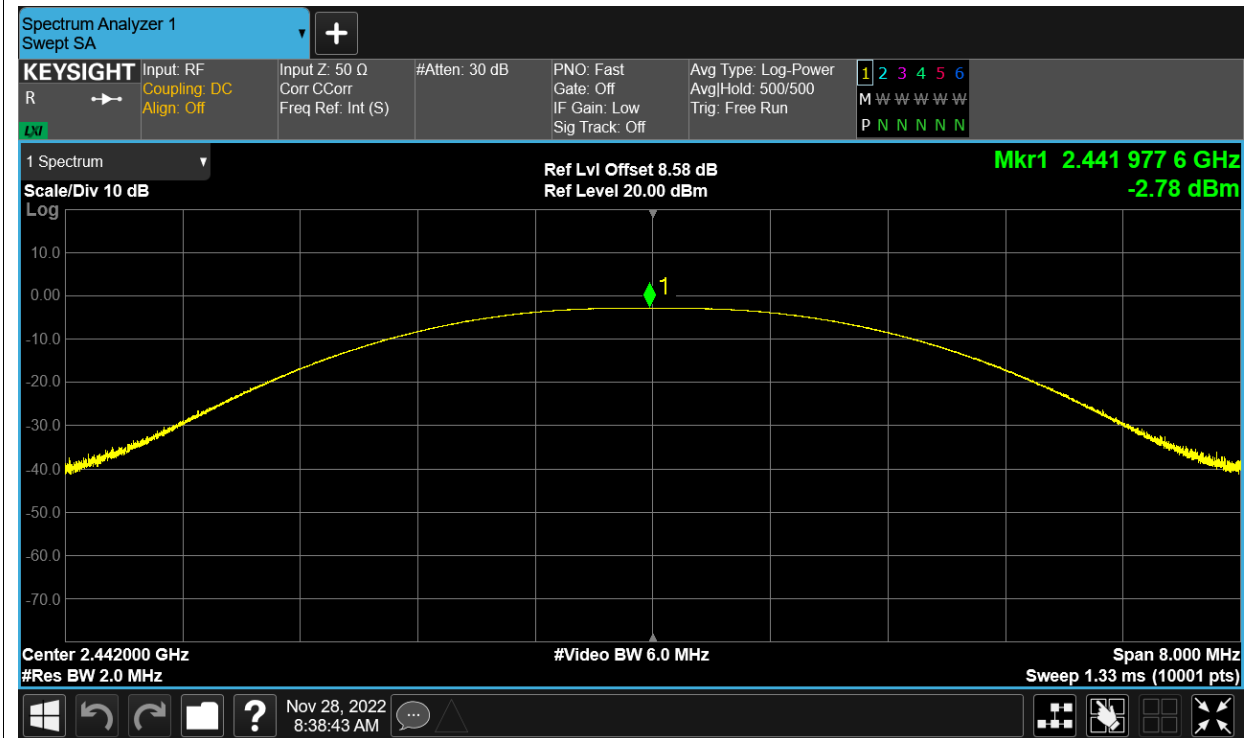 Spectrum Analyzer 1
Swept SA
KEYSIGHT
R
LXI
Input: RF
Coupling: DC
Align: Off
Input Z: 50 Ω
Corr CCorr
Freq Ref: Int (S)
#Atten: 30 dB
PNO: Fast
Gate: Off
IF Gain: Low
Sig Track: Off
Avg Type: Log-Power
Avg|Hold: 500/500
Trig: Free Run
1 2 3 4 5 6
M W W W W W
P N N N N N
1 Spectrum
Scale/Div 10 dB
Log
Ref Lvl Offset 8.58 dB
Ref Level 20.00 dBm
Mkr1 2.441 977 6 GHz
-2.78 dBm
10.0
0.00
-10.0
-20.0
-30.0
-40.0
-50.0
-60.0
-70.0
1
Center 2.442000 GHz
#Res BW 2.0 MHz
#Video BW 6.0 MHz
Span 8.000 MHz
Sweep 1.33 ms (10001 pts)
?
Nov 28, 2022
8:38:43 AM